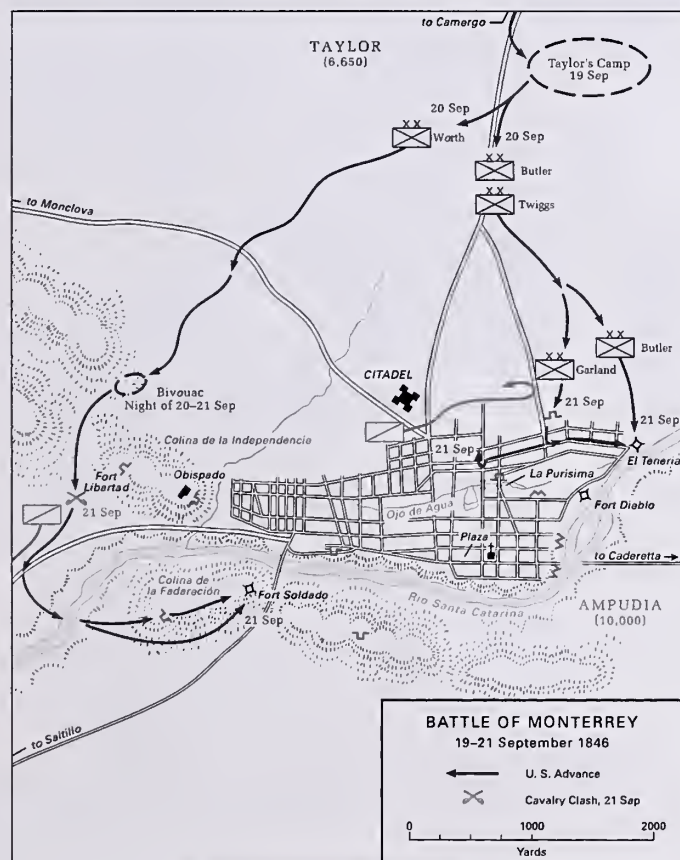 to Camergo
TAYLOR
(6,650)
Taylor's Camp
19 Sep
20 Sep
20 Sep
Worth
Butler
Twiggs
to Monclova
Butler
Garland
CITADEL
Bivouac
Night of 20–21 Sep
21 Sep
21 Sep
Colina de la Independencie
21 Sep
El Teneria
Fort
Libertad
Obispado
La Purisima
21 Sep
Ojo de Agua
Fort Diablo
Plaza
to Caderetta
Colina de
la Fadaración
Fort Soldado
Rio Santa Catarina
AMPUDIA
(10,000)
21 Sep
to Saltillo
BATTLE OF MONTERREY
19–21 September 1846
U. S. Advance
Cavalry Clash, 21 Sap
0 1000 2000
Yards